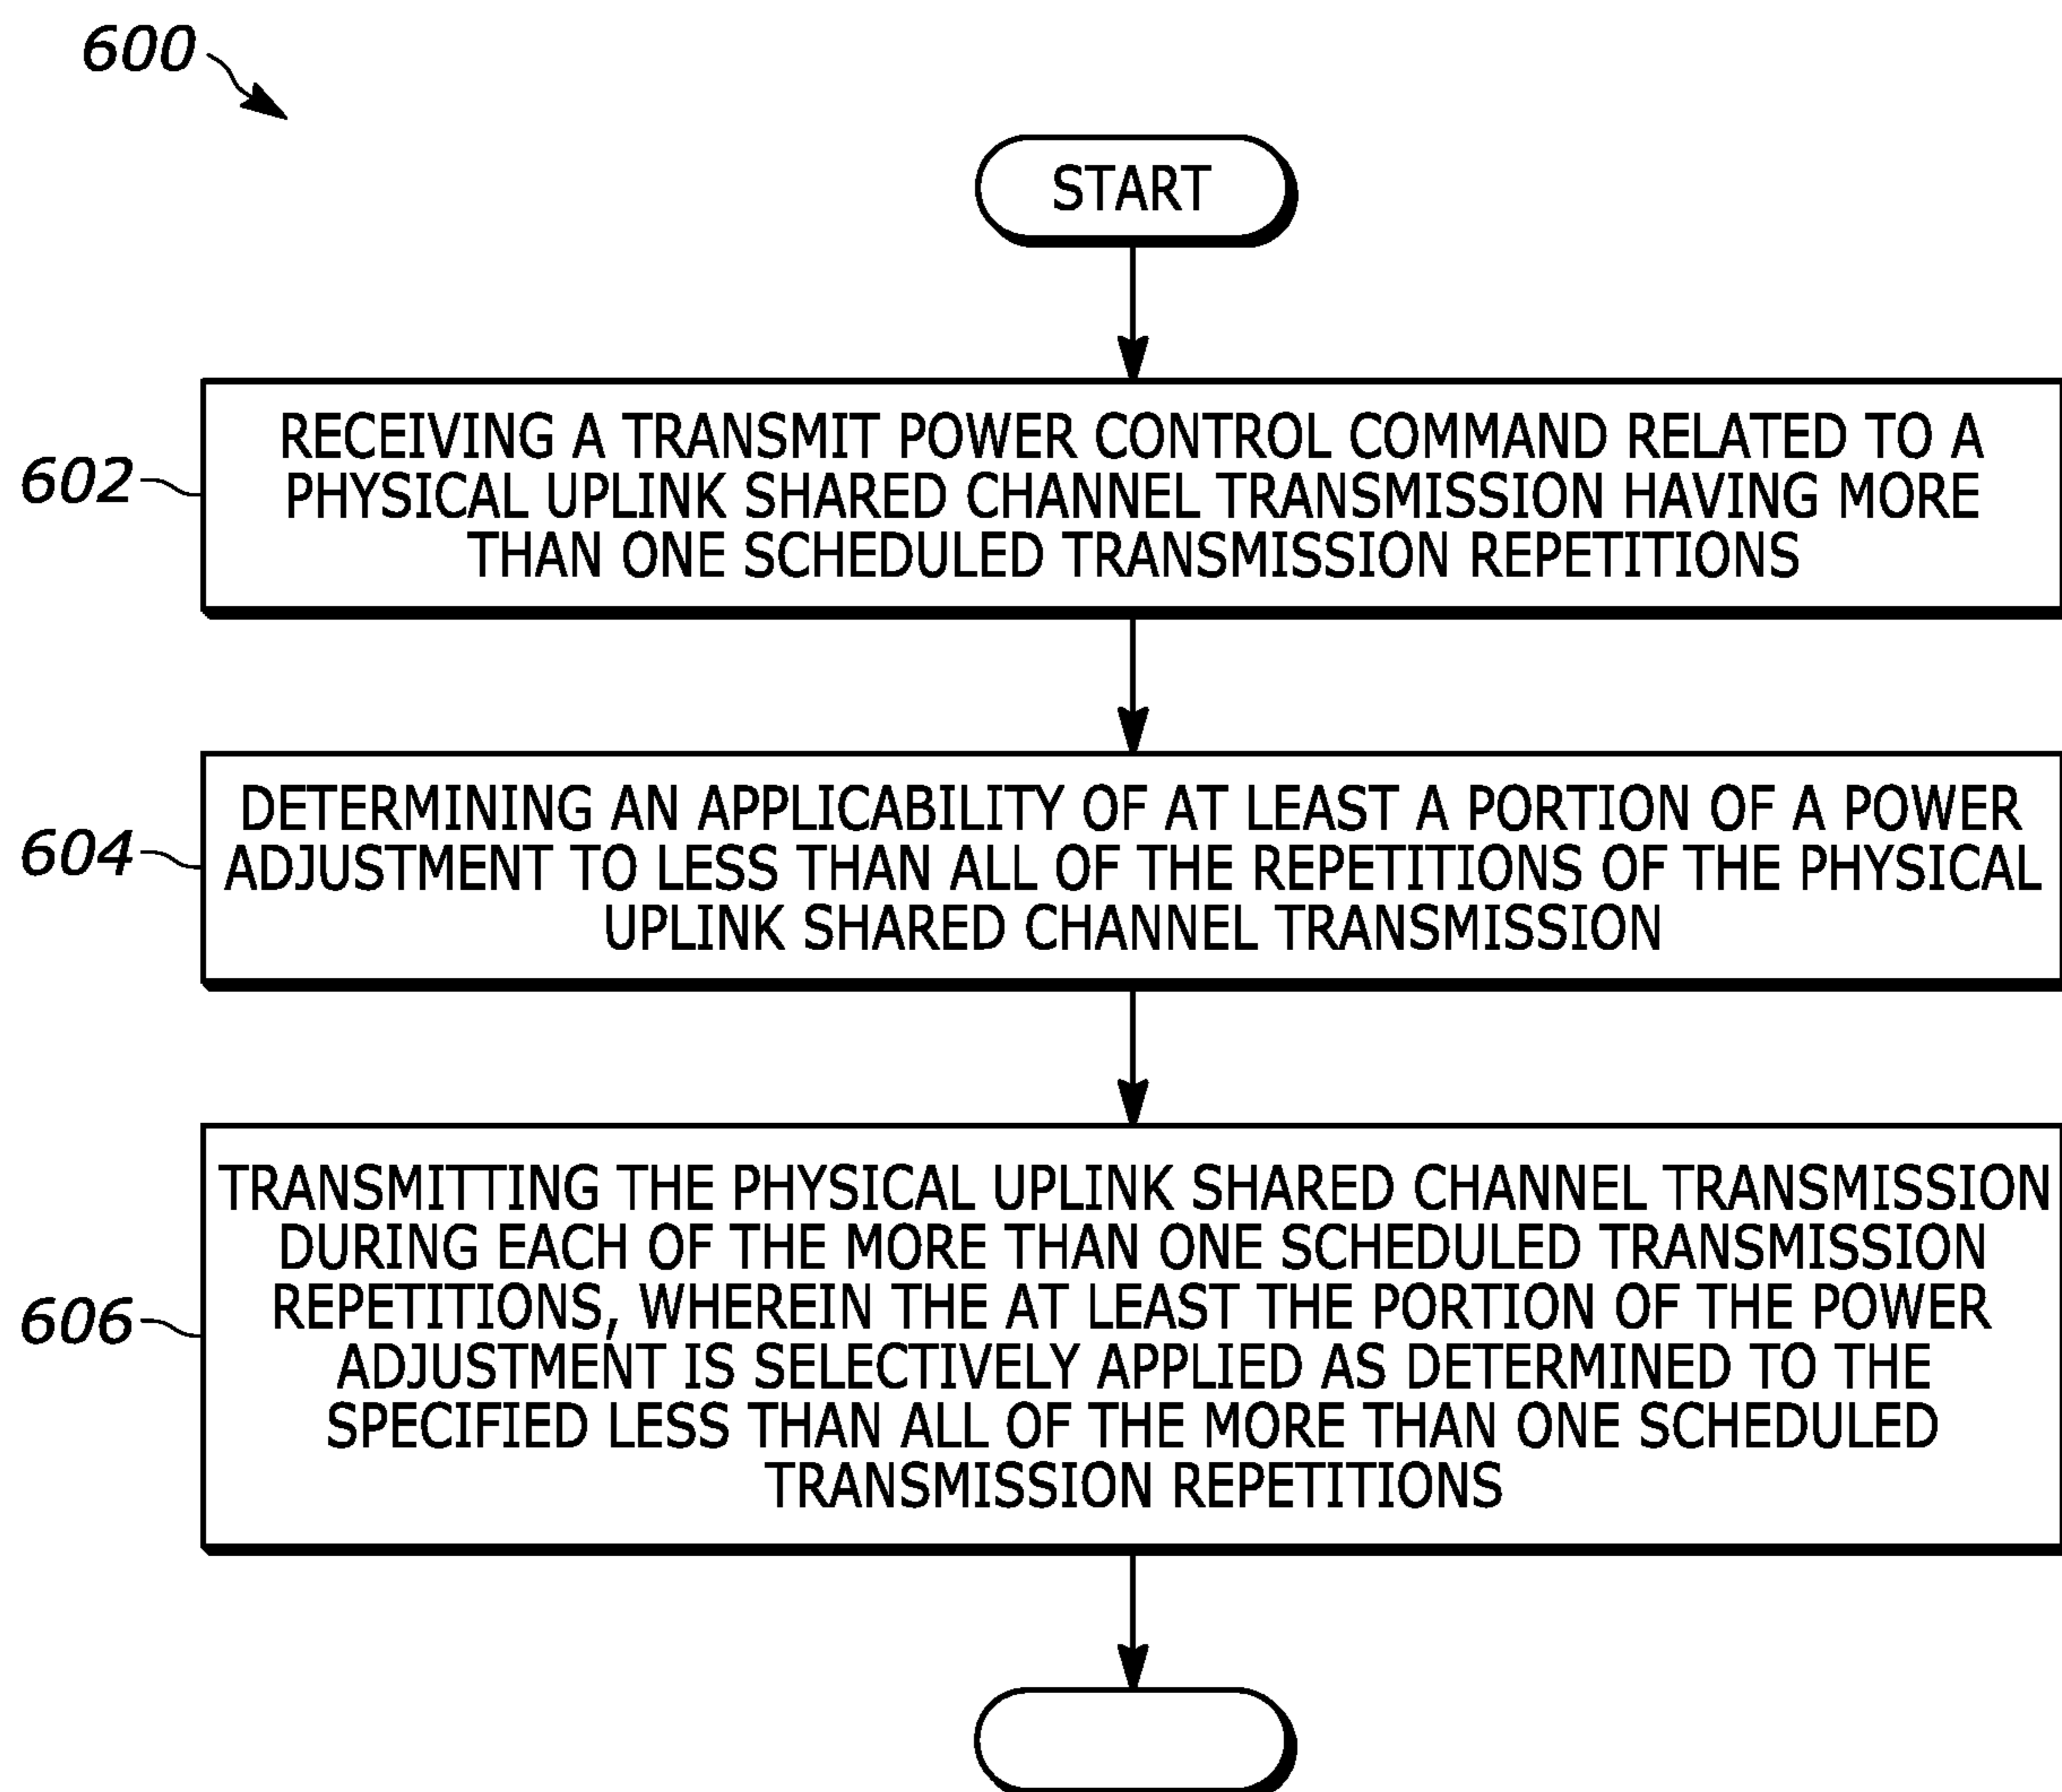 600
START
602
RECEIVING A TRANSMIT POWER CONTROL COMMAND RELATED TO A
PHYSICAL UPLINK SHARED CHANNEL TRANSMISSION HAVING MORE
THAN ONE SCHEDULED TRANSMISSION REPETITIONS
604
DETERMINING AN APPLICABILITY OF AT LEAST A PORTION OF A POWER
ADJUSTMENT TO LESS THAN ALL OF THE REPETITIONS OF THE PHYSICAL
UPLINK SHARED CHANNEL TRANSMISSION
606
TRANSMITTING THE PHYSICAL UPLINK SHARED CHANNEL TRANSMISSION
DURING EACH OF THE MORE THAN ONE SCHEDULED TRANSMISSION
REPETITIONS, WHEREIN THE AT LEAST THE PORTION OF THE POWER
ADJUSTMENT IS SELECTIVELY APPLIED AS DETERMINED TO THE
SPECIFIED LESS THAN ALL OF THE MORE THAN ONE SCHEDULED
TRANSMISSION REPETITIONS